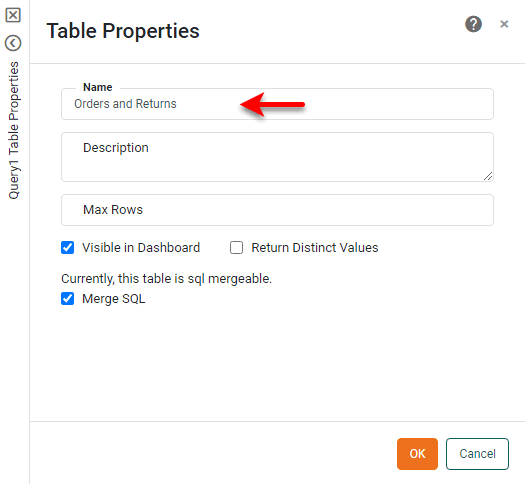 Query1 Table Properties
Table Properties
?
Name
Orders and Returns
Description
Max Rows
Visible in Dashboard
Return Distinct Values
Currently, this table is sql mergeable.
Merge SQL
OK
Cancel